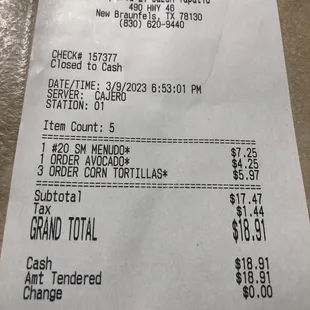 490 HWY 46
New Braunfels, TX 78130
(830) 620-9440
CHECK# 157377
Closed to Cash
DATE/TIME: 3/9/2023 6:53:01 PM
SERVER: CAJERO
STATION: 01
Item Count: 5
1 #20 SM MENUDO* $7.25
1 ORDER AVOCADO* $4.25
3 ORDER CORN TORTILLAS* $5.97
Subtotal $17.47
Tax $1.44
GRAND TOTAL $18.91
Cash $18.91
Amt Tendered $18.91
Change $0.00